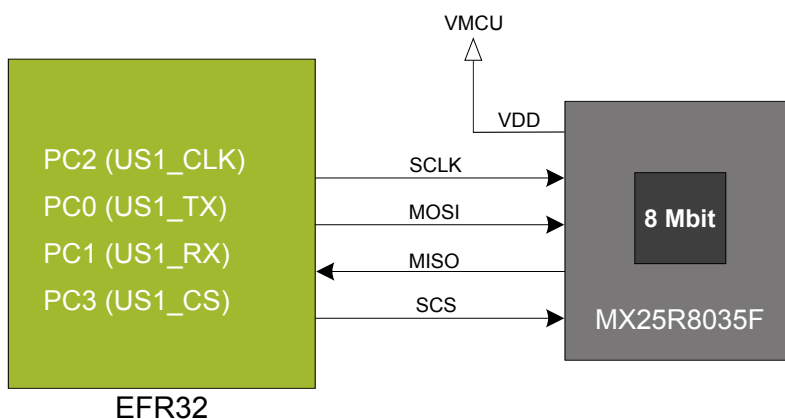 VMCU
VDD
PC2 (US1_CLK)
SCLK
PC0 (US1_TX)
MOSI
8 Mbit
PC1 (US1_RX)
MISO
PC3 (US1_CS)
SCS
MX25R8035F
EFR32